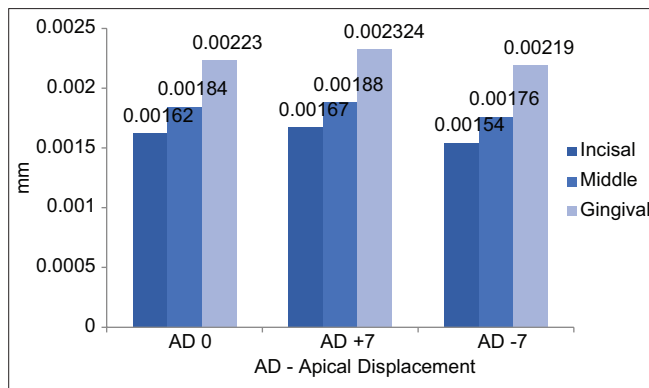 0.0025
0.002
0.0015
0.001
0.0005
0
mm
0.00162
0.00184
0.00223
0.00167
0.00188
0.002324
0.00154
0.00176
0.00219
Incisal
Middle
Gingival
AD 0
AD +7
AD -7
AD - Apical Displacement